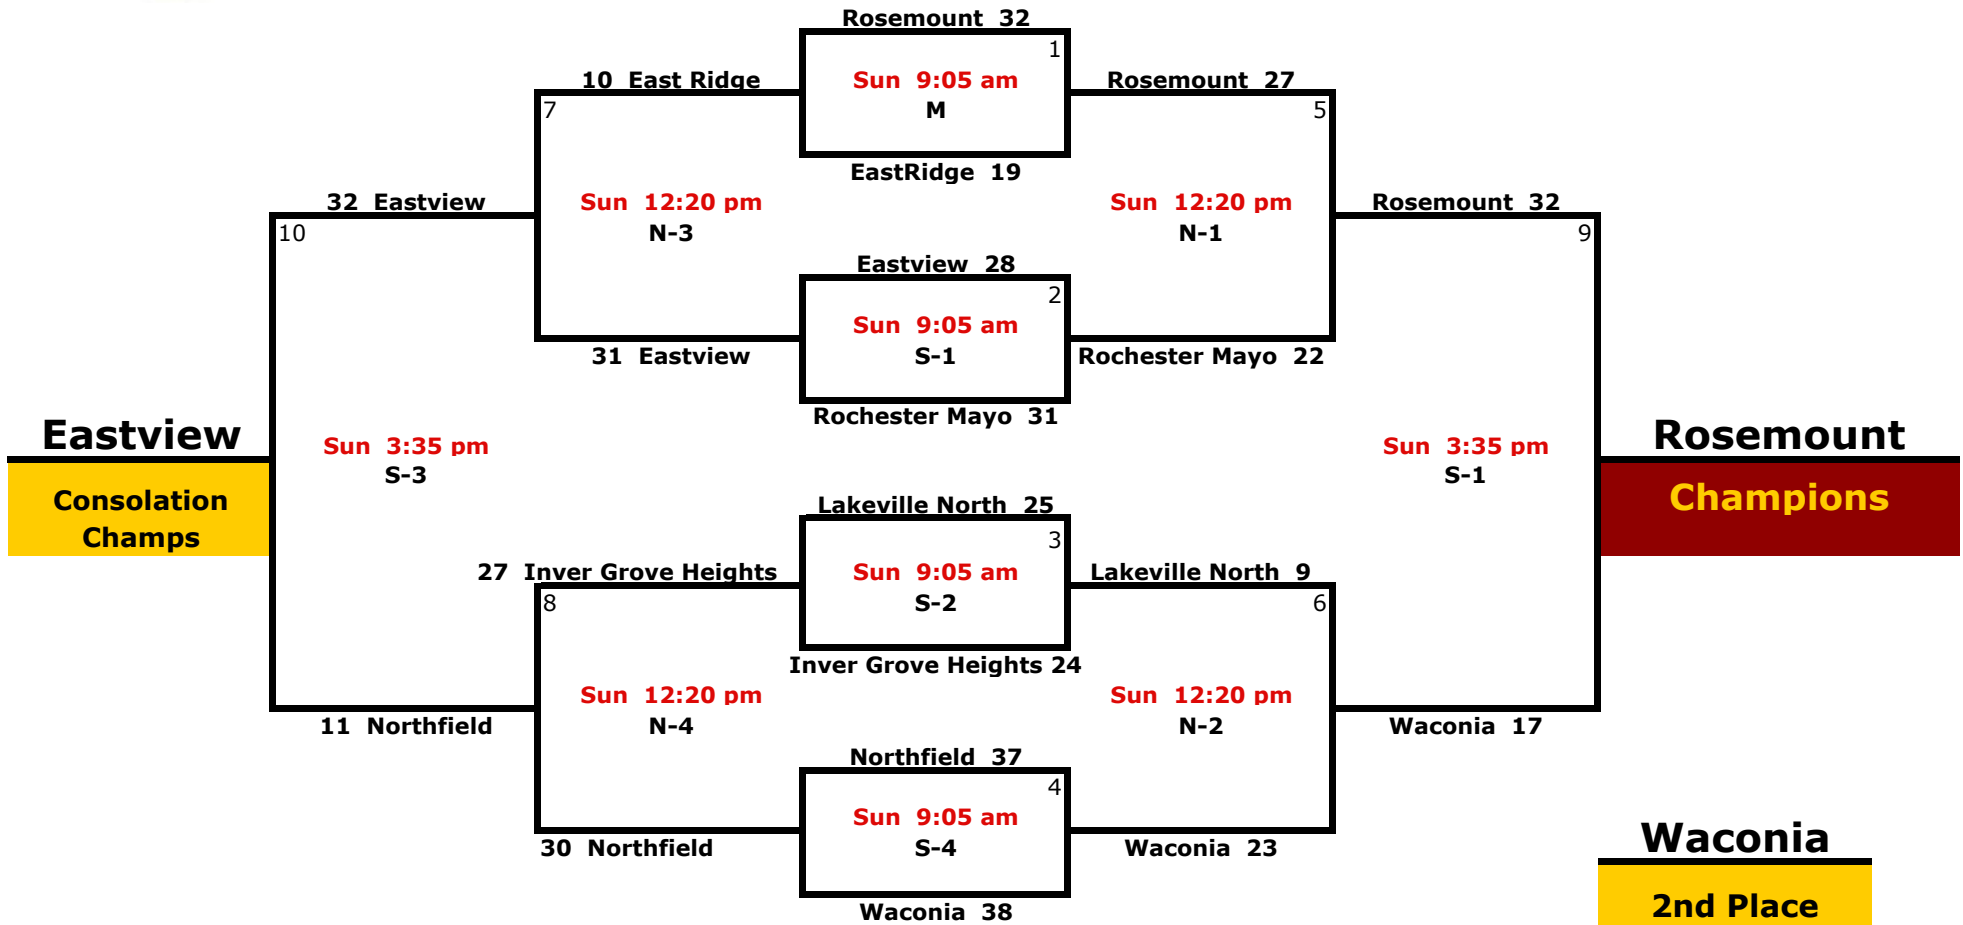 Rosemount 32
1
10 East Ridge
Sun 9:05 am
Rosemount 27
7
M
5
EastRidge 19
32 Eastview
Sun 12:20 pm
Sun 12:20 pm
Rosemount 32
10
N-3
N-1
9
Eastview 28
2
Sun 9:05 am
31 Eastview
S-1
Rochester Mayo 22
Rochester Mayo 31
Eastview
Sun 3:35 pm
Sun 3:35 pm
Rosemount
S-3
S-1
Consolation
Champs
Champions
Lakeville North 25
3
27 Inver Grove Heights
Sun 9:05 am
Lakeville North 9
8
S-2
6
Inver Grove Heights 24
Sun 12:20 pm
Sun 12:20 pm
11 Northfield
N-4
N-2
Waconia 17
Northfield 37
4
Sun 9:05 am
30 Northfield
S-4
Waconia 23
Waconia
Waconia 38
2nd Place